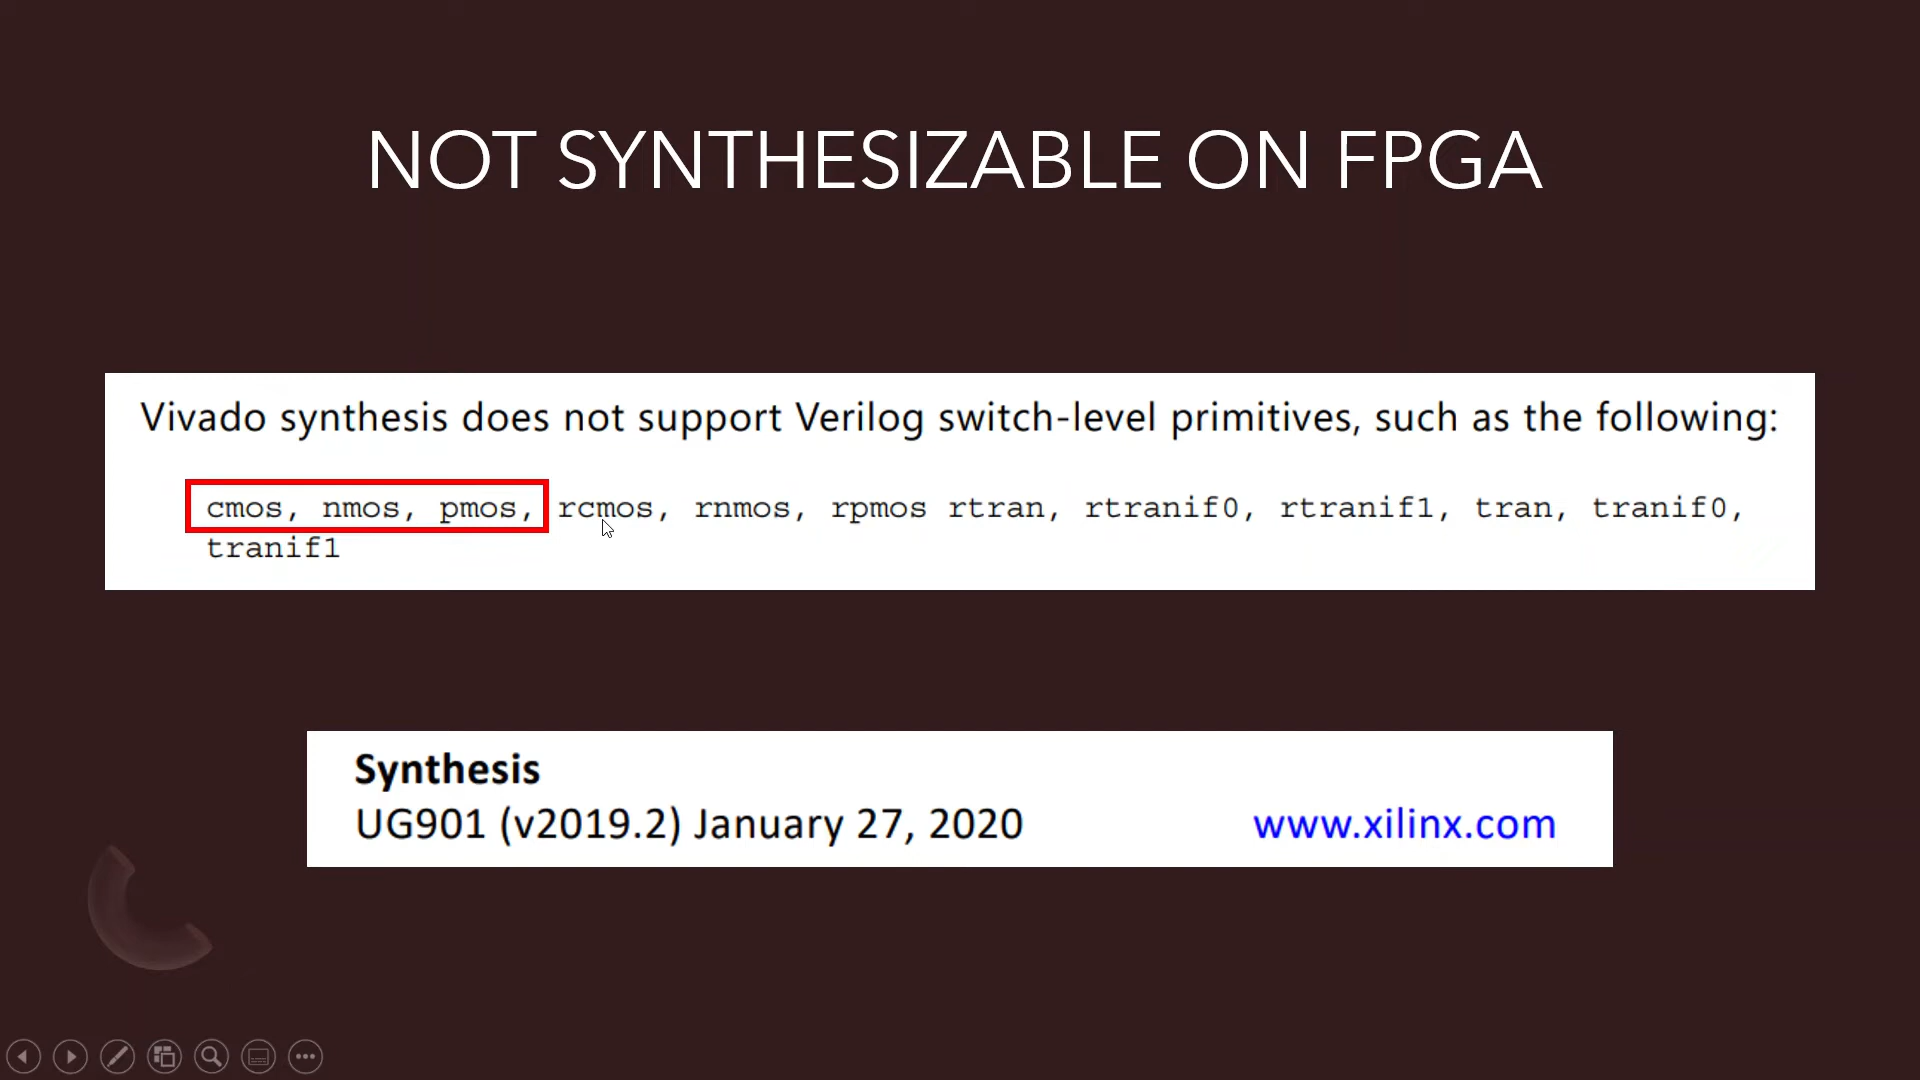 NOT SYNTHESIZABLE ON FPGA
Vivado synthesis does not support Verilog switch-level primitives, such as the following:
cmos, nmos, pmos, rcmos, rnmos, rpmos rtran, rtranif0, rtranif1, tran, tranif0,
tranif1
Synthesis
UG901 (v2019.2) January 27, 2020 www.xilinx.com